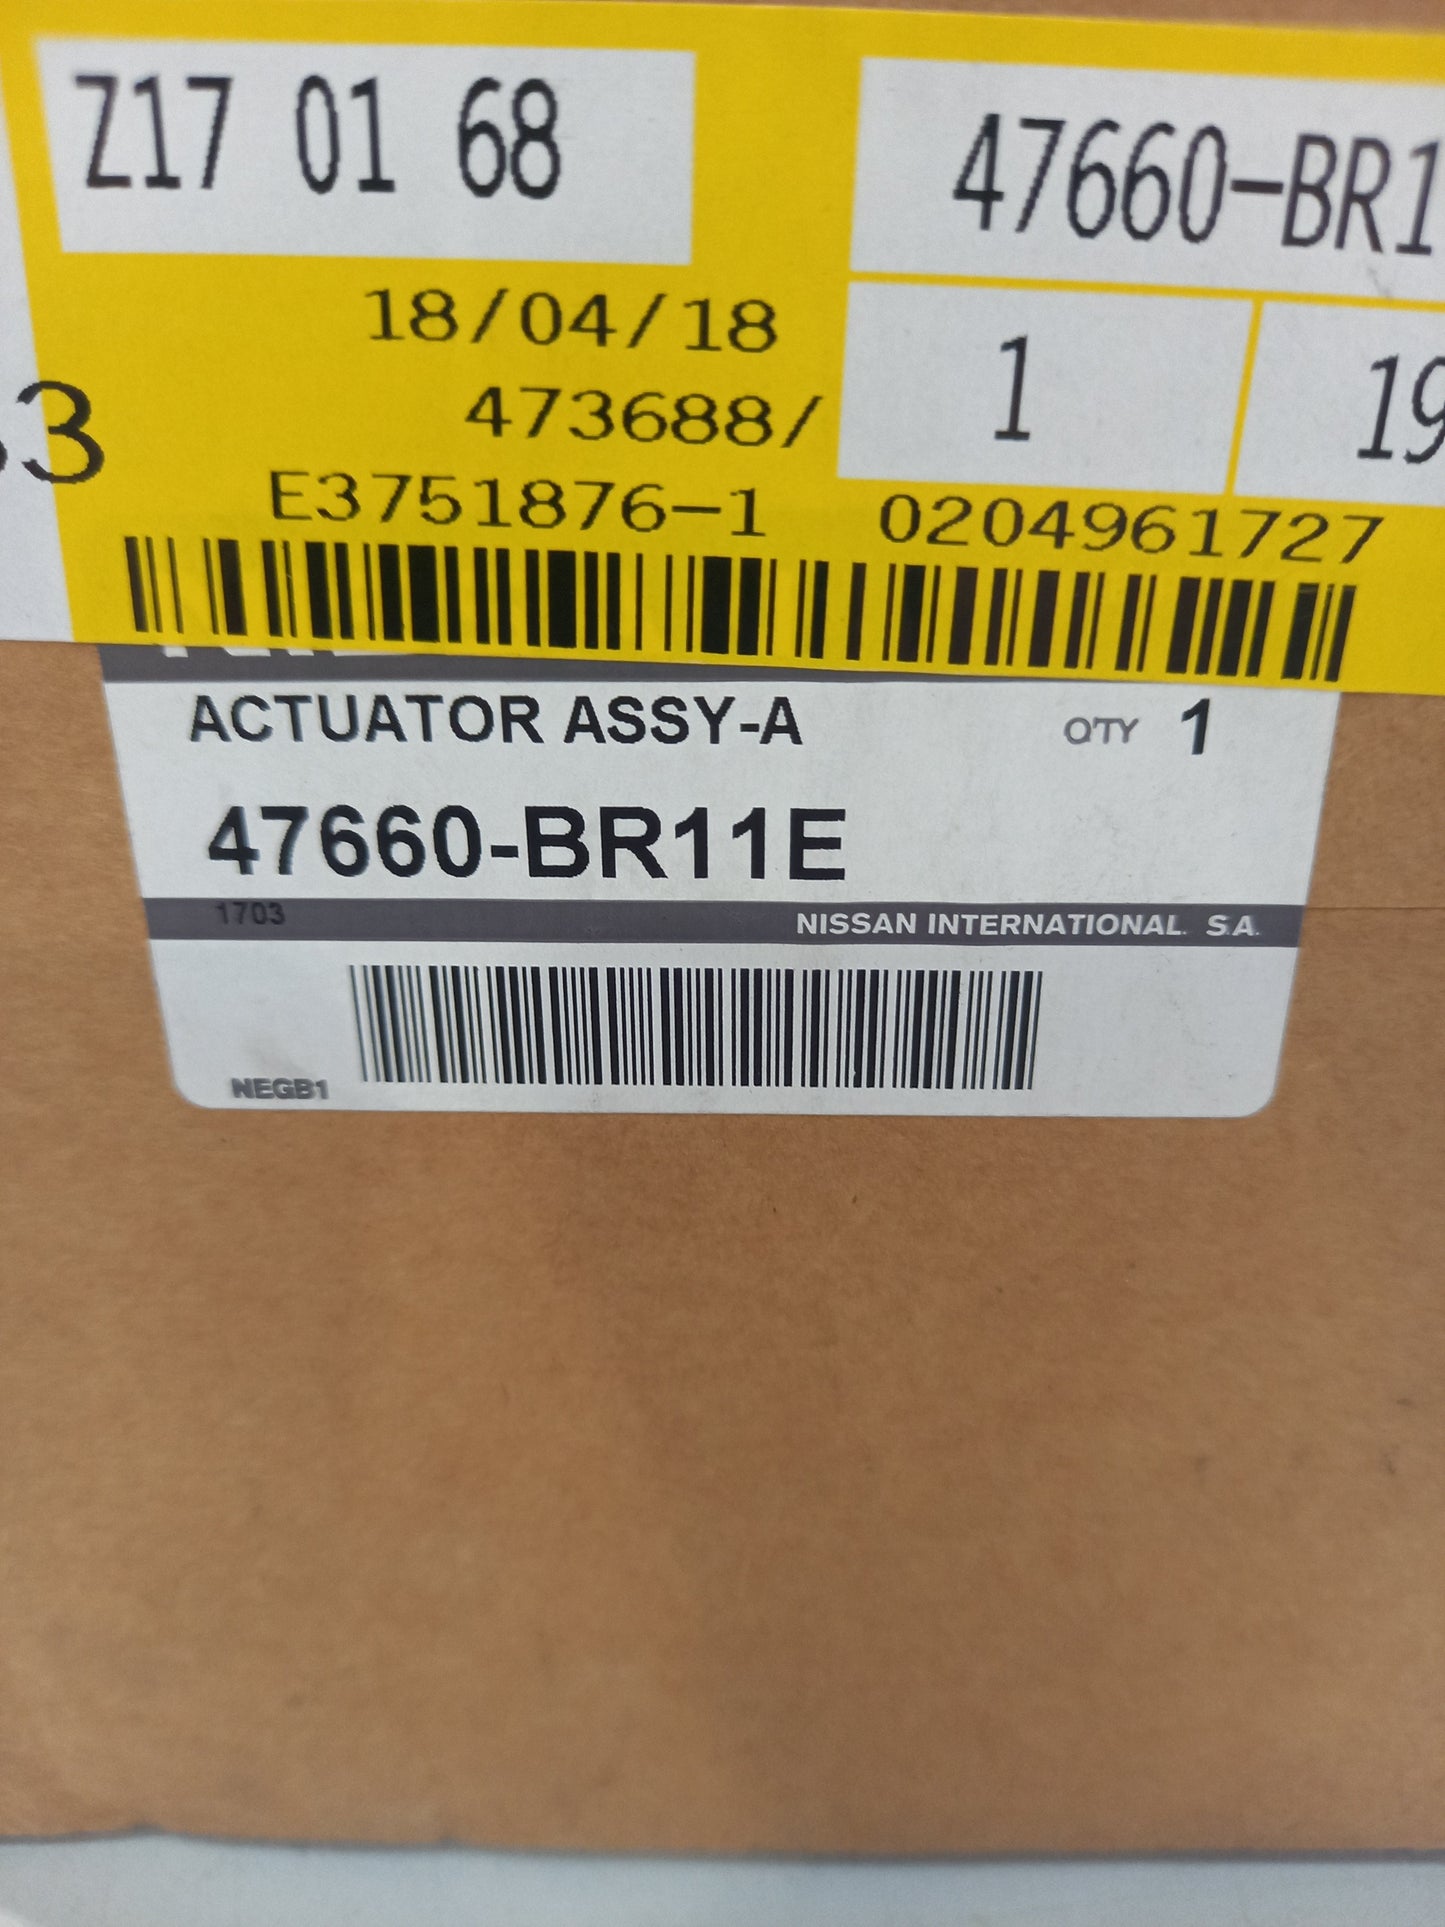 Z17 01 68
47660-BR1
18/04/18
1
19
473688/
3
E3751876-1
0204961727
ACTUATOR ASSY-A
Q'TY 1
47660-BR11E
1703
NISSAN INTERNATIONAL. S.A.
NEGB1